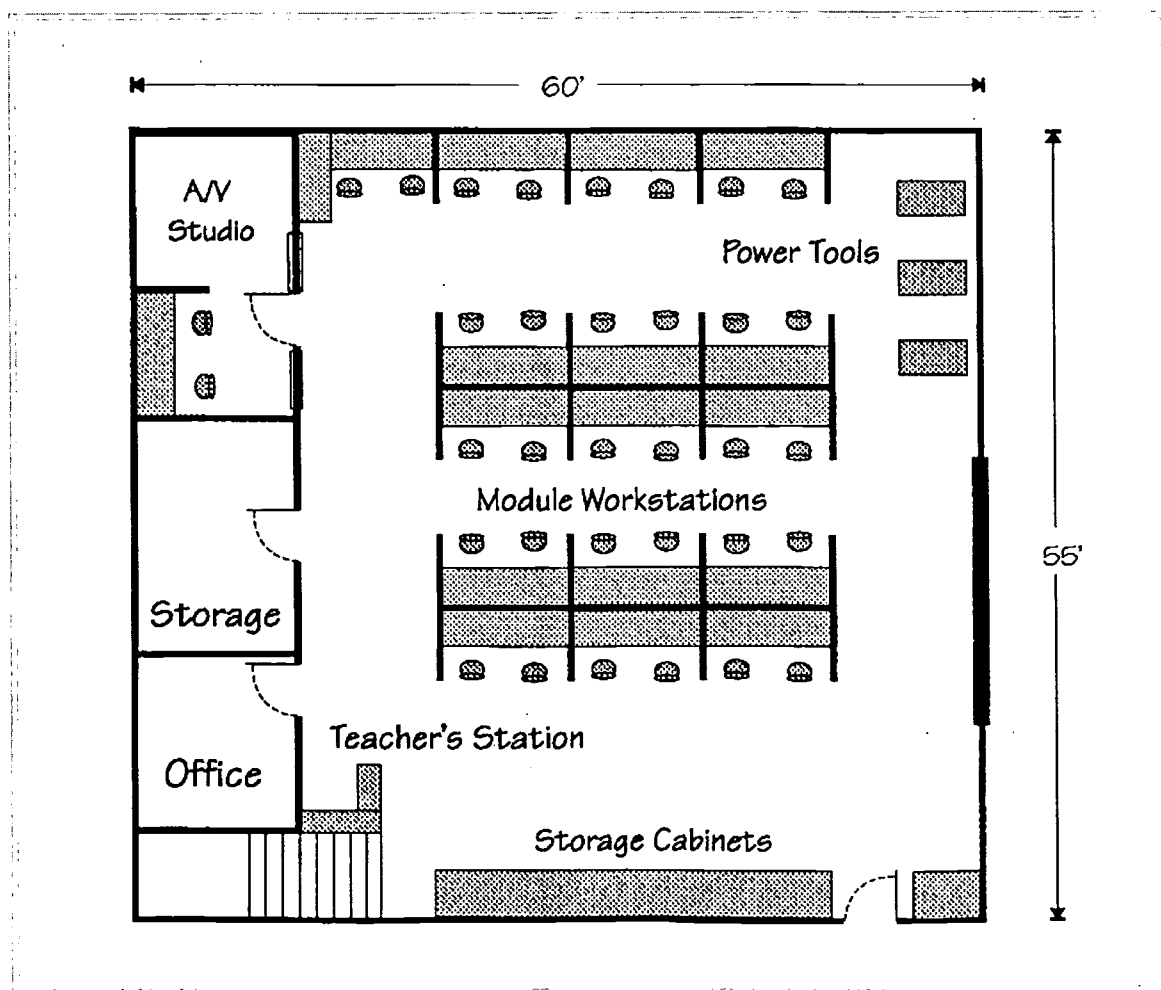 60'
A/V
Studio
Power Tools
Module Workstations
55'
Storage
Teacher's Station
Office
Storage Cabinets